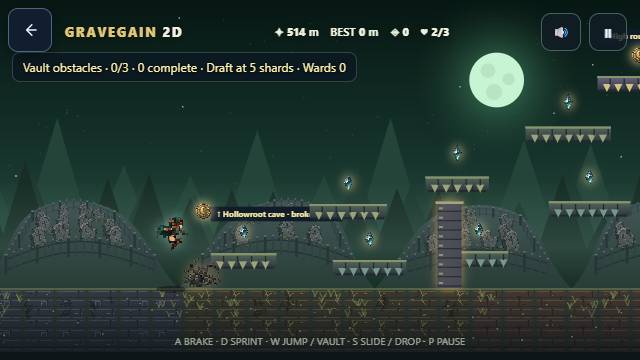 GRAVEGAIN 2D
✦ 514 m BEST 0 m ◆ 0 ♥ 2/3
Vault obstacles · 0/3 · 0 complete · Draft at 5 shards · Wards 0
↑ Hollowroot cave · brok
A BRAKE · D SPRINT · W JUMP / VAULT · S SLIDE / DROP · P PAUSE